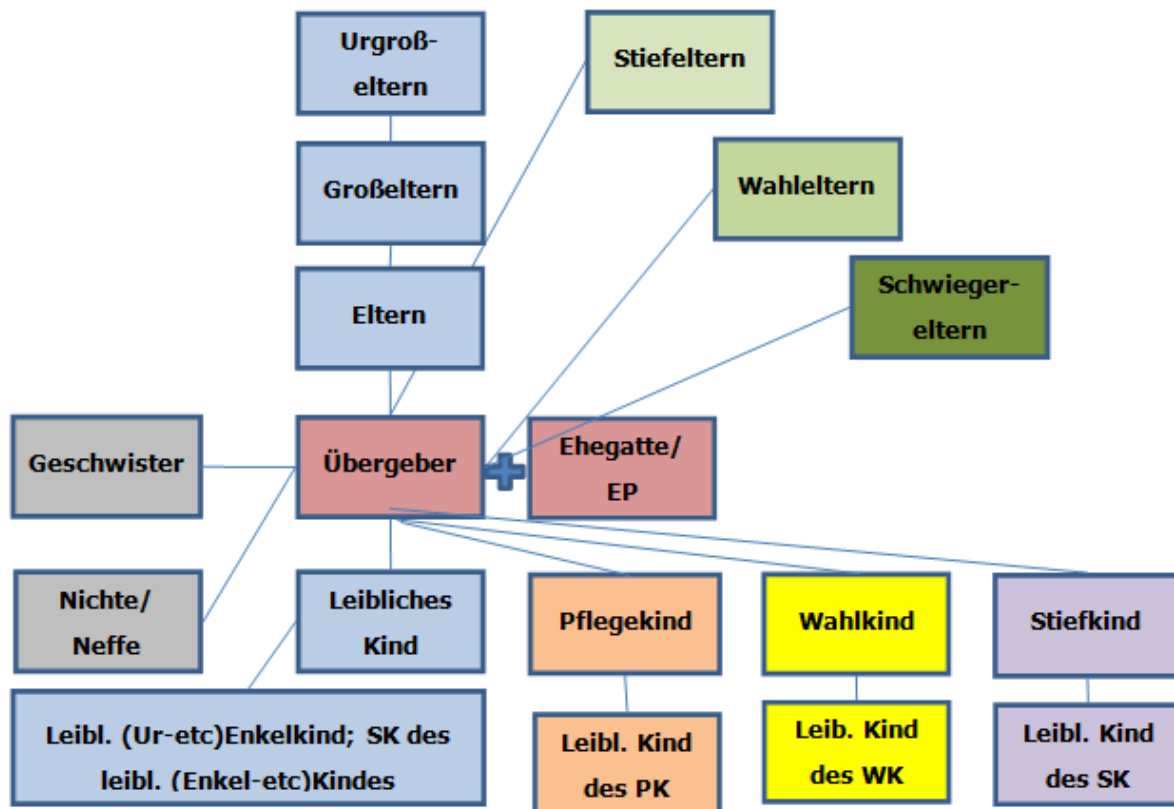 Urgroß-
eltern
Stiefeltern
Großeltern
Wahleltern
Eltern
Schwieger-
eltern
Geschwister
Übergeber
Ehegatte/
EP
Nichte/
Neffe
Leibliches
Kind
Pflegekind
Wahlkind
Stiefkind
Leibl. (Ur-etc)Enkelkind; SK des
leibl. (Enkel-etc)Kindes
Leibl. Kind
des PK
Leib. Kind
des WK
Leibl. Kind
des SK